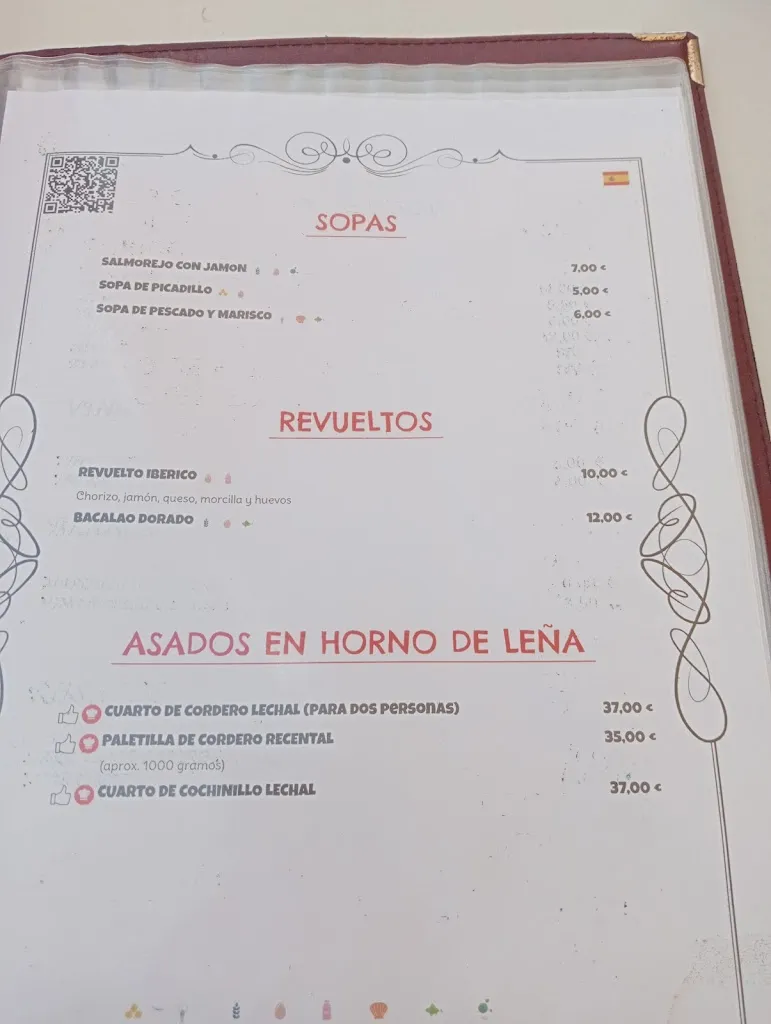 SOPAS
SALMOREJO CON JAMON 7,00 €
SOPA DE PICADILLO 5,00 €
SOPA DE PESCADO Y MARISCO 6,00 €
REVUELTOS
REVUELTO IBERICO 10,00 €
Chorizo, jamón, queso, morcilla y huevos
BACALAO DORADO 12,00 €
ASADOS EN HORNO DE LEÑA
CUARTO DE CORDERO LECHAL (PARA DOS PERSONAS) 37,00 €
PALETILLA DE CORDERO RECENTAL 35,00 €
(aprox. 1000 gramos)
CUARTO DE COCHINILLO LECHAL 37,00 €